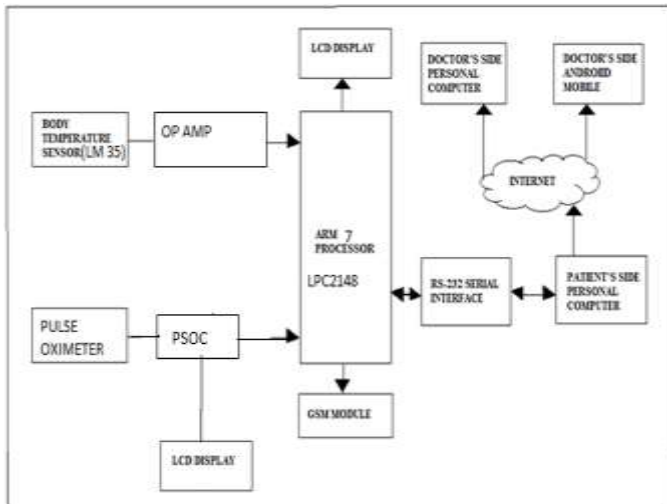 LCD DISPLAY
DOCTOR'S SIDE
PERSONAL
COMPUTER
DOCTOR'S SIDE
ANDROID
MOBILE
BODY
TEMPERATURE
SENSOR(LM 35)
OP AMP
INTERNET
ARM 7
PROCESSOR
LPC2148
RS-232 SERIAL
INTERFACE
PATIENT'S SIDE
PERSONAL
COMPUTER
PULSE
OXIMETER
PSOC
GSM MODULE
LCD DISPLAY